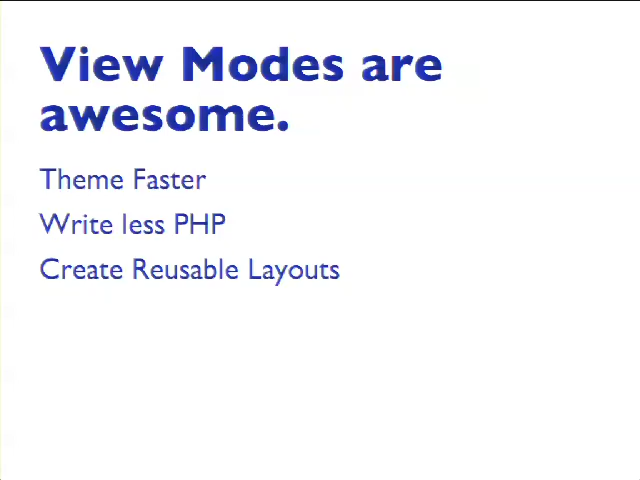 View Modes are
awesome.
Theme Faster
Write less PHP
Create Reusable Layouts